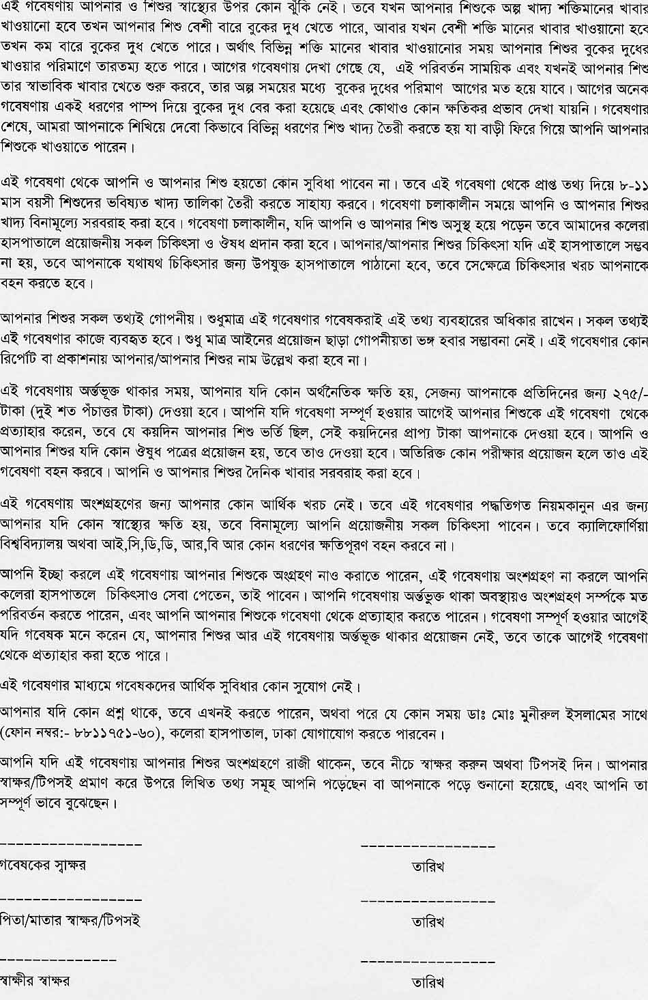 এই গবেষণায় আপনার ও শিশুর স্বাস্থ্যের উপর কোন ঝুঁকি নেই। তবে যখন আপনার শিশুকে অল্প খাদ্য শক্তিমানের খাবার
খাওয়ানো হবে তখন আপনার শিশু বেশী বারে বুকের দুধ খেতে পারে, আবার যখন বেশী শক্তি মানের খাবার খাওয়ানো হবে
তখন কম বারে বুকের দুধ খেতে পারে। অর্থাৎ বিভিন্ন শক্তি মানের খাবার খাওয়ানোর সময় আপনার শিশুর বুকের দুধের
খাওয়ার পরিমাণে তারতম্য হতে পারে। আগের গবেষণায় দেখা গেছে যে, এই পরিবর্তন সাময়িক এবং যখনই আপনার শিশু
তার স্বাভাবিক খাবার খেতে শুরু করবে, তার অল্প সময়ের মধ্যে বুকের দুধের পরিমাণ আগের মত হয়ে যাবে। আগের অনেক
গবেষণায় একই ধরণের পাম্প দিয়ে বুকের দুধ বের করা হয়েছে এবং কোথাও কোন ক্ষতিকর প্রভাব দেখা যায়নি। গবেষণার
শেষে, আমরা আপনাকে শিখিয়ে দেবো কিভাবে বিভিন্ন ধরণের শিশু খাদ্য তৈরী করতে হয় যা বাড়ী ফিরে গিয়ে আপনি আপনার
শিশুকে খাওয়াতে পারেন।
এই গবেষণা থেকে আপনি ও আপনার শিশু হয়তো কোন সুবিধা পাবেন না। তবে এই গবেষণা থেকে প্রাপ্ত তথ্য দিয়ে ৮-১১
মাস বয়সী শিশুদের ভবিষ্যত খাদ্য তালিকা তৈরী করতে সাহায্য করবে। গবেষণা চলাকালীন সময়ে আপনি ও আপনার শিশুর
খাদ্য বিনামূল্যে সরবরাহ করা হবে। গবেষণা চলাকালীন, যদি আপনি ও আপনার শিশু অসুস্থ হয়ে পড়েন তবে আমাদের কলেরা
হাসপাতালে প্রয়োজনীয় সকল চিকিৎসা ও ঔষধ প্রদান করা হবে। আপনার/আপনার শিশুর চিকিৎসা যদি এই হাসপাতালে সম্ভব
না হয়, তবে আপনাকে যথাযথ চিকিৎসার জন্য উপযুক্ত হাসপাতালে পাঠানো হবে, তবে সেক্ষেত্রে চিকিৎসার খরচ আপনাকে
বহন করতে হবে।
আপনার শিশুর সকল তথ্যই গোপনীয়। শুধুমাত্র এই গবেষণার গবেষকরাই এই তথ্য ব্যবহারের অধিকার রাখেন। সকল তথ্যই
এই গবেষণার কাজে ব্যবহৃত হবে। শুধু মাত্র আইনের প্রয়োজন ছাড়া গোপনীয়তা ভঙ্গ হবার সম্ভাবনা নেই। এই গবেষণার কোন
রির্পোট বা প্রকাশনায় আপনার/আপনার শিশুর নাম উল্লেখ করা হবে না।
এই গবেষণায় অর্ন্তভূক্ত থাকার সময়, আপনার যদি কোন অর্থনৈতিক ক্ষতি হয়, সেজন্য আপনাকে প্রতিদিনের জন্য ২৭৫/-
টাকা (দুই শত পঁচাত্তর টাকা) দেওয়া হবে। আপনি যদি গবেষণা সম্পূর্ণ হওয়ার আগেই আপনার শিশুকে এই গবেষণা থেকে
প্রত্যাহার করেন, তবে যে কয়দিন আপনার শিশু ভর্তি ছিল, সেই কয়দিনের প্রাপ্য টাকা আপনাকে দেওয়া হবে। আপনি ও
আপনার শিশুর যদি কোন ঔষুধ পত্রের প্রয়োজন হয়, তবে তাও দেওয়া হবে। অতিরিক্ত কোন পরীক্ষার প্রয়োজন হলে তাও এই
গবেষণা বহন করবে। আপনি ও আপনার শিশুর দৈনিক খাবার সরবরাহ করা হবে।
এই গবেষণায় অংশগ্রহণের জন্য আপনার কোন আর্থিক খরচ নেই। তবে এই গবেষণার পদ্ধতিগত নিয়মকানুন এর জন্য
আপনার যদি কোন স্বাস্থ্যের ক্ষতি হয়, তবে বিনামূল্যে আপনি প্রয়োজনীয় সকল চিকিৎসা পাবেন। তবে ক্যালিফোর্ণিয়া
বিশ্ববিদ্যালয় অথবা আই,সি,ডি,ডি, আর,বি আর কোন ধরণের ক্ষতিপূরণ বহন করবে না।
আপনি ইচ্ছা করলে এই গবেষণায় আপনার শিশুকে অংগ্রহণ নাও করাতে পারেন, এই গবেষণায় অংশগ্রহণ না করলে আপনি
কলেরা হাসপাতলে চিকিৎসাও সেবা পেতেন, তাই পাবেন। আপনি গবেষণায় অর্ন্তভুক্ত থাকা অবস্থায়ও অংশগ্রহণ সর্ম্পকে মত
পরিবর্তন করতে পারেন, এবং আপনি আপনার শিশুকে গবেষণা থেকে প্রত্যাহার করতে পারেন। গবেষণা সম্পূর্ণ হওয়ার আগেই
যদি গবেষক মনে করেন যে, আপনার শিশুর আর এই গবেষণায় অর্ন্তভূক্ত থাকার প্রয়োজন নেই, তবে তাকে আগেই গবেষণা
থেকে প্রত্যাহার করা হতে পারে।
এই গবেষণার মাধ্যমে গবেষকদের আর্থিক সুবিধার কোন সুযোগ নেই।
আপনার যদি কোন প্রশ্ন থাকে, তবে এখনই করতে পারেন, অথবা পরে যে কোন সময় ডাঃ মোঃ মুনীরুল ইসলামের সাথে
(ফোন নম্বর:- ৮৮১১৭৫১-৬০), কলেরা হাসপাতাল, ঢাকা যোগাযোগ করতে পারবেন।
আপনি যদি এই গবেষণায় আপনার শিশুর অংশগ্রহণে রাজী থাকেন, তবে নীচে স্বাক্ষর করুন অথবা টিপসই দিন। আপনার
স্বাক্ষর/টিপসই প্রমাণ করে উপরে লিখিত তথ্য সমূহ আপনি পড়েছেন বা আপনাকে পড়ে শুনানো হয়েছে, এবং আপনি তা
সম্পূর্ণ ভাবে বুঝেছেন।
গবেষকের স্বাক্ষর তারিখ
পিতা/মাতার স্বাক্ষর/টিপসই তারিখ
স্বাক্ষীর স্বাক্ষর তারিখ